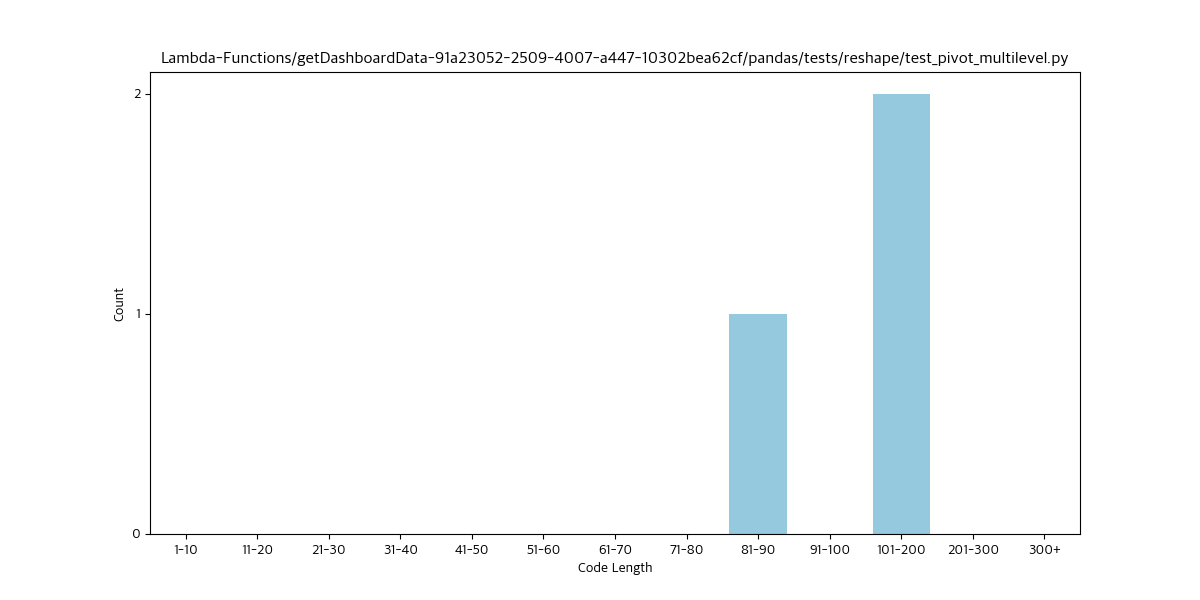 Lambda-Functions/getDashboardData-91a23052-2509-4007-a447-10302bea62cf/pandas/tests/reshape/test_pivot_multilevel.py
2
1
0
Count
1-10 11-20 21-30 31-40 41-50 51-60 61-70 71-80 81-90 91-100 101-200 201-300 300+
Code Length